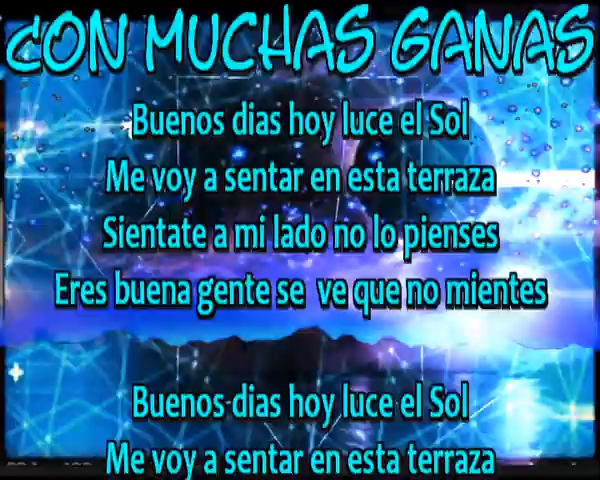 CON MUCHAS GANAS
Buenos dias hoy luce el Sol
Me voy a sentar en esta terraza
Sientate a mi lado no lo pienses
Eres buena gente se ve que no mientes
Buenos dias hoy luce el Sol
Me voy a sentar en esta terraza